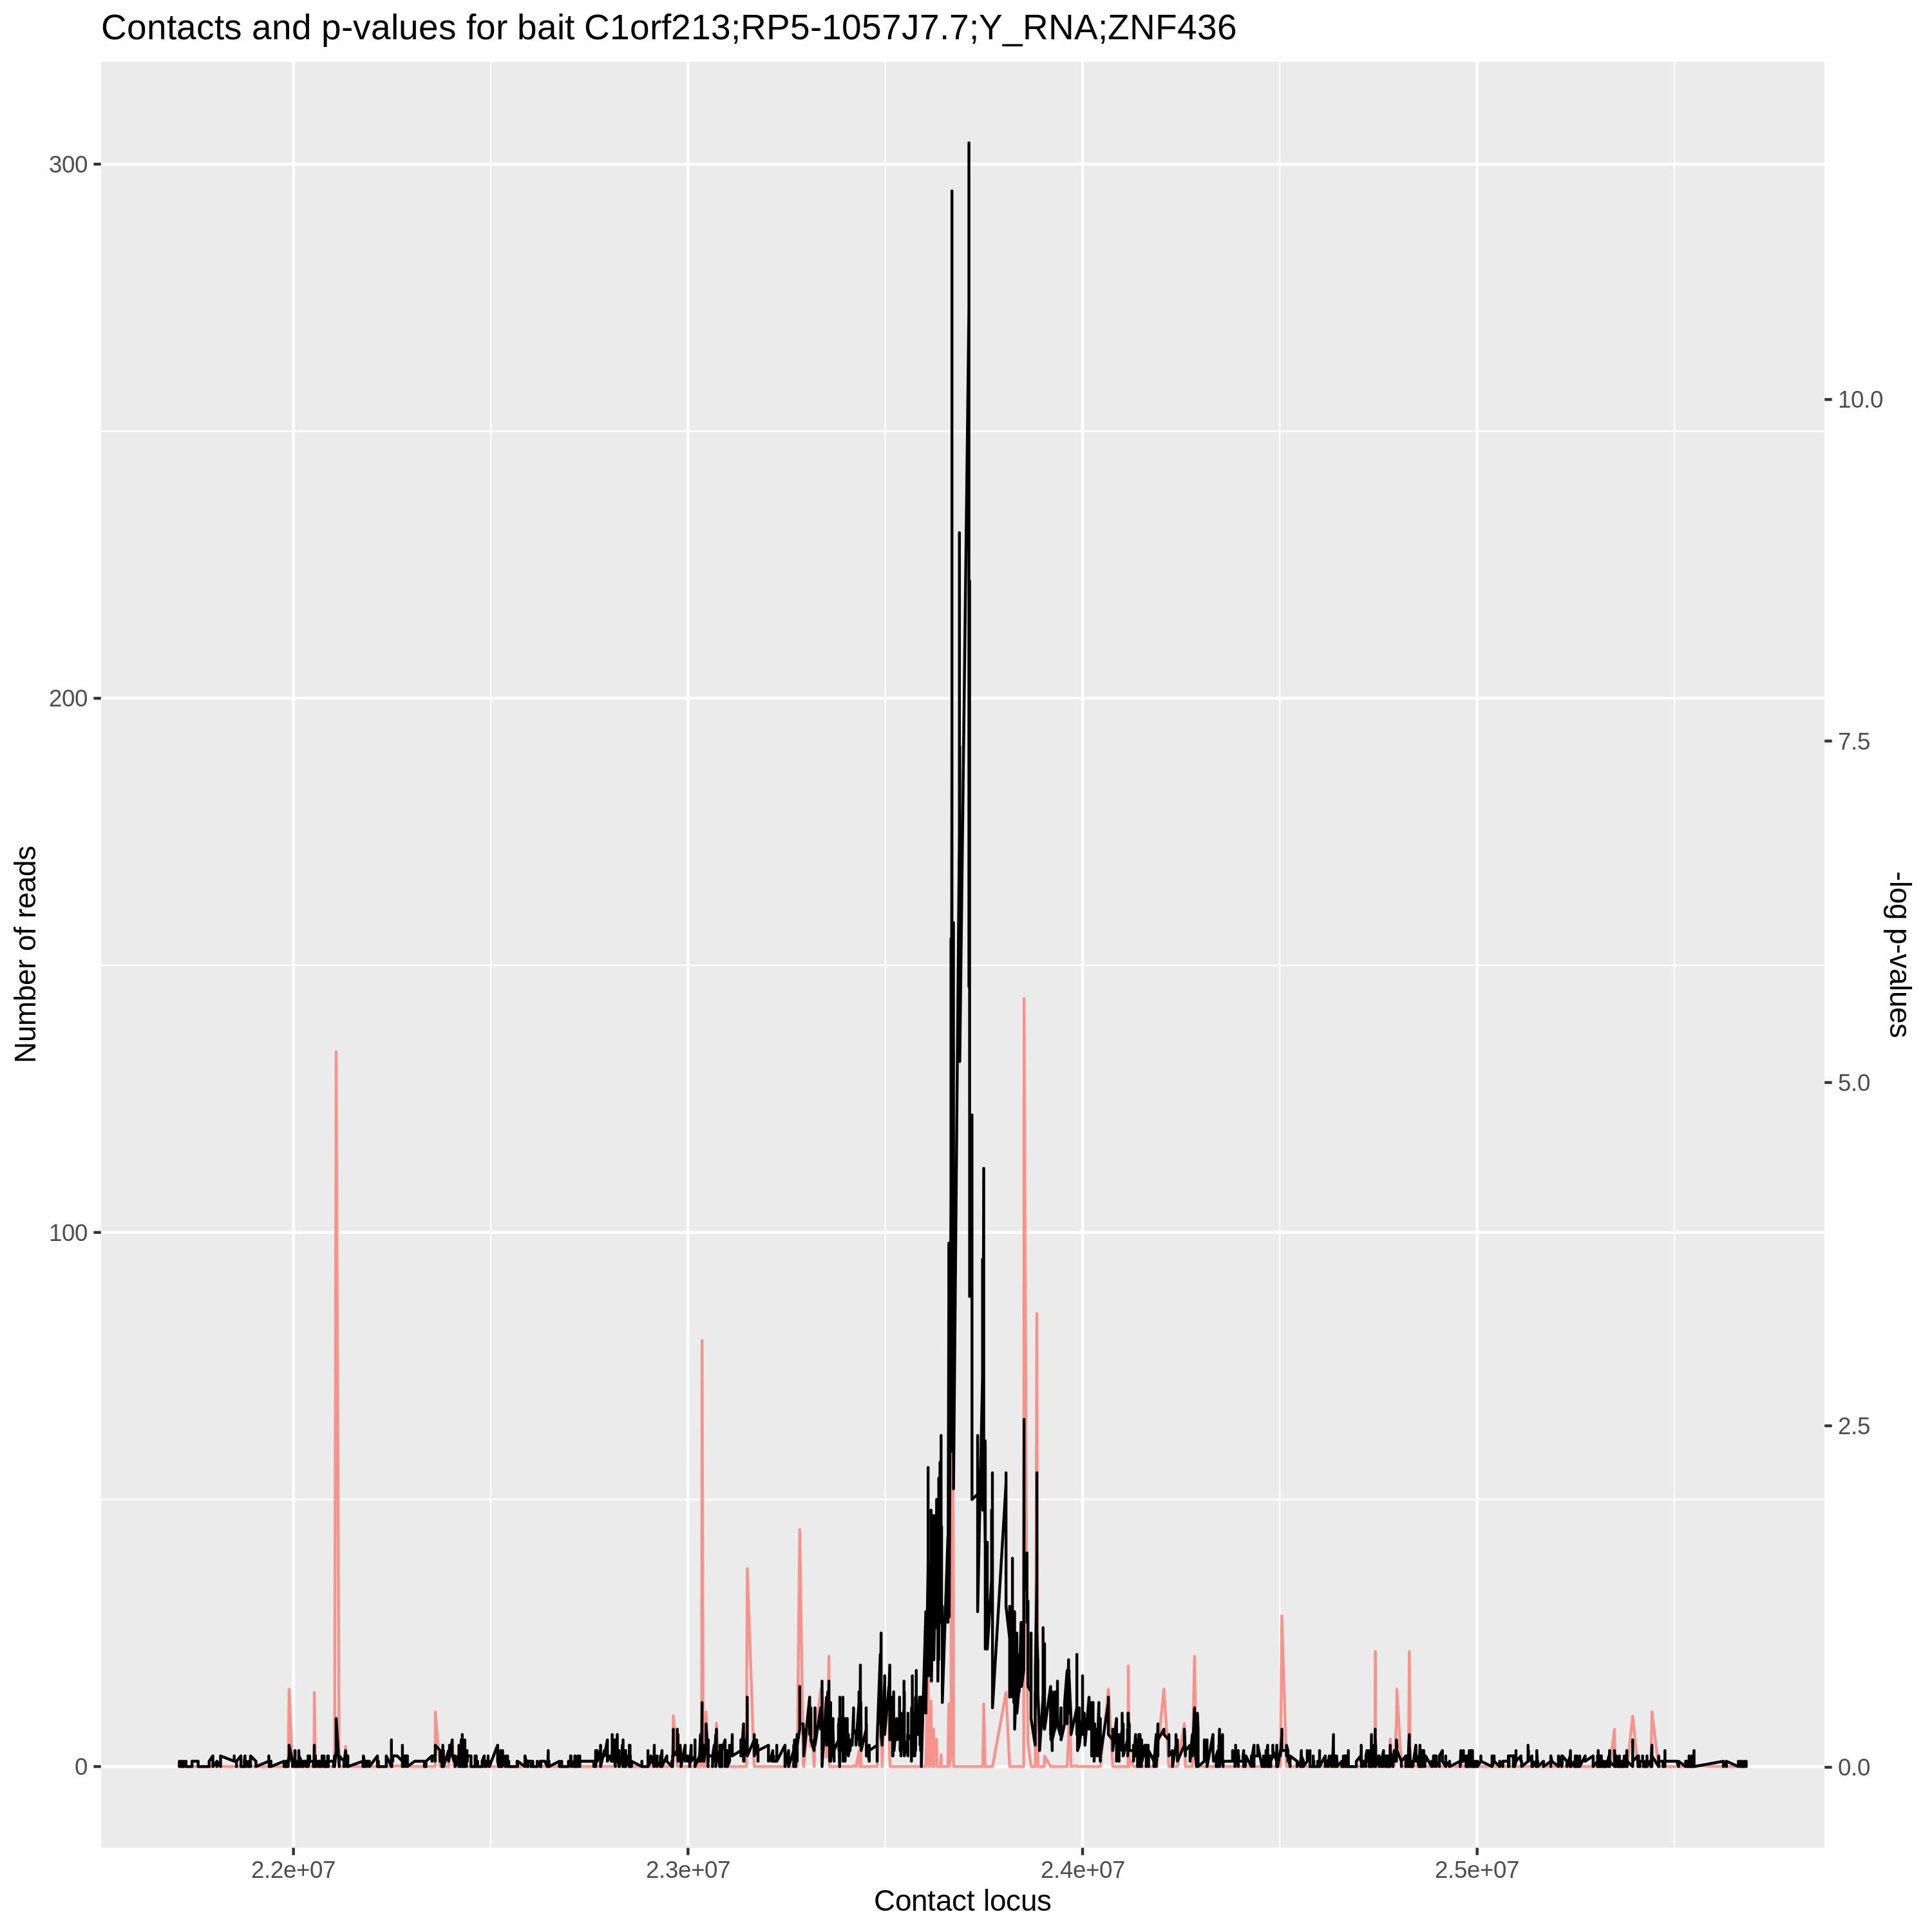 Contacts and p-values for bait C1orf213;RP5-1057J7.7;Y_RNA;ZNF436
300
200
100
0
Number of reads
10.0
7.5
5.0
2.5
0.0
-log p-values
2.2e+07
2.3e+07
2.4e+07
2.5e+07
Contact locus